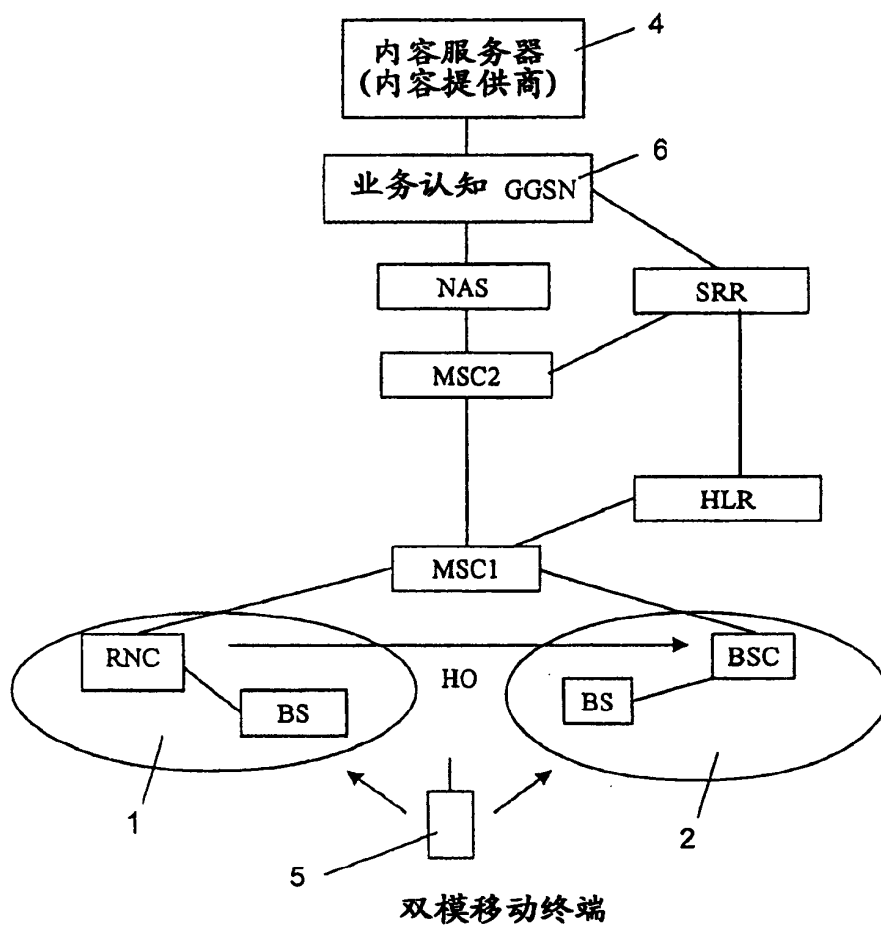 4
内容服务器
(内容提供商)
6
业务认知 GGSN
NAS
SRR
MSC2
HLR
MSC1
RNC
BSC
HO
BS
BS
1
2
5
双模移动终端